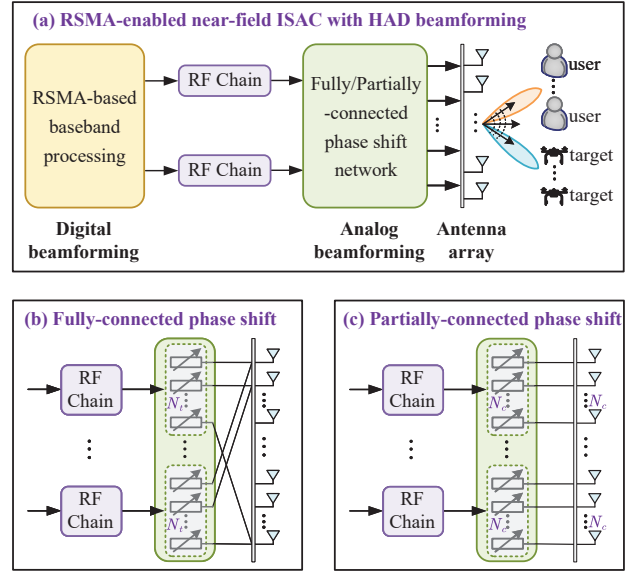 (a) RSMA-enabled near-field ISAC with HAD beamforming
RSMA-based
baseband
processing
RF Chain
RF Chain
Fully/Partially
-connected
phase shift
network
user
user
target
target
Digital
beamforming
Analog
beamforming
Antenna
array
(b) Fully-connected phase shift
RF
Chain
N_t
RF
Chain
N_t
(c) Partially-connected phase shift
RF
Chain
N_c
N_c
RF
Chain
N_c
N_c